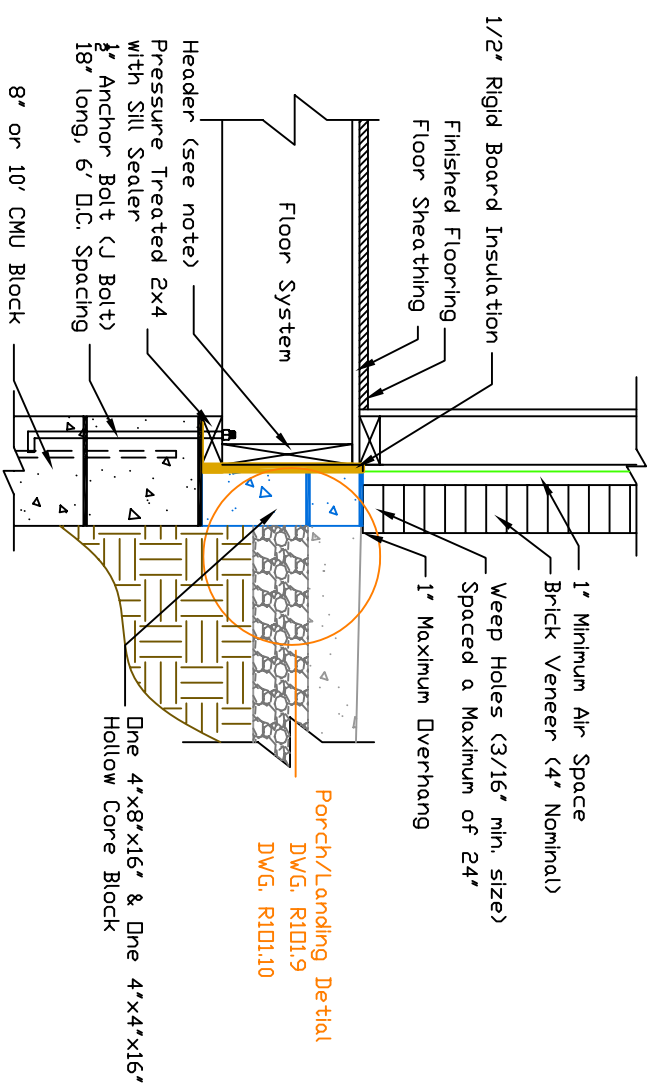 1/2" Rigid Board Insulation
Finished Flooring
Floor Sheathing
Floor System
Header (see note)
Pressure Treated 2x4
with Sill Sealer
1/2" Anchor Bolt (J Bolt)
18" long, 6' O.C. Spacing
8" or 10' CMU Block
1" Minimum Air Space
Brick Veneer (4" Nominal)
Weep Holes (3/16" min. size)
Spaced a Maximum of 24"
1" Maximum Overhang
Porch/Landing Detial
DWG. R101.9
DWG. R101.10
One 4"x8"x16" & One 4"x4"x16"
Hollow Core Block